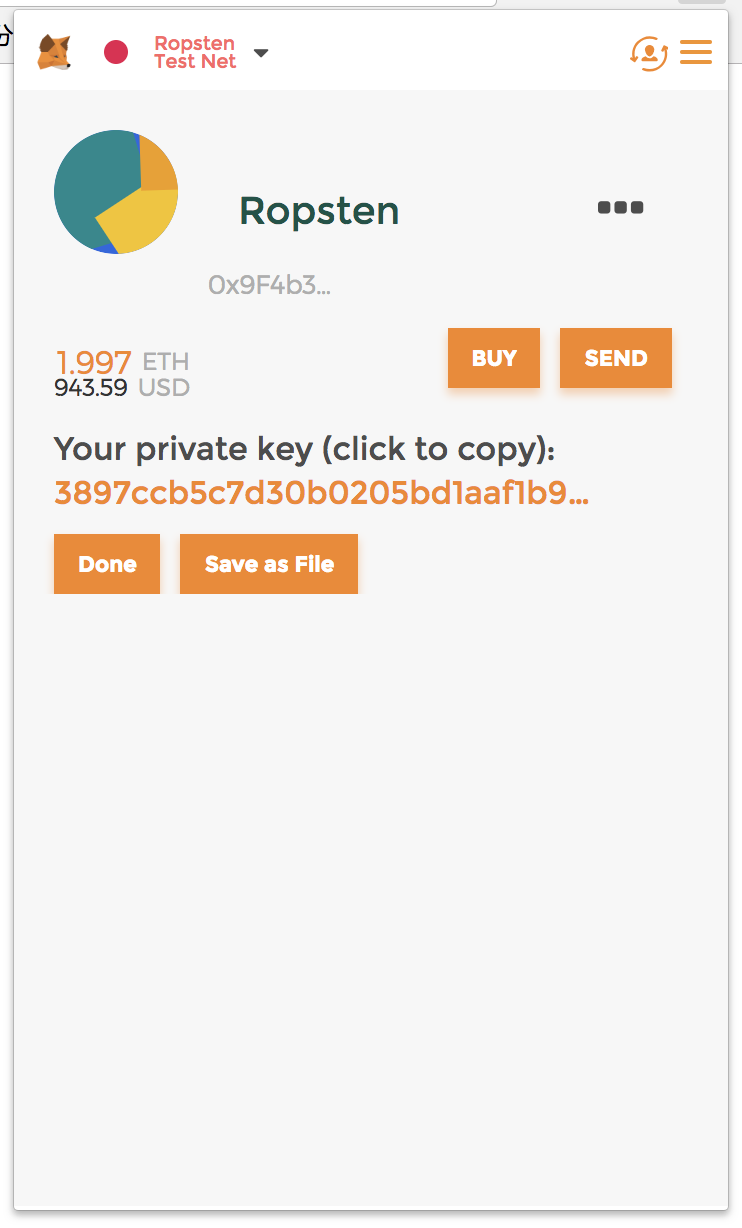 Ropsten
Test Net
Ropsten
0x9F4b3...
1.997 ETH
943.59 USD
BUY
SEND
Your private key (click to copy):
3897ccb5c7d30b0205bd1aaf1b9...
Done
Save as File